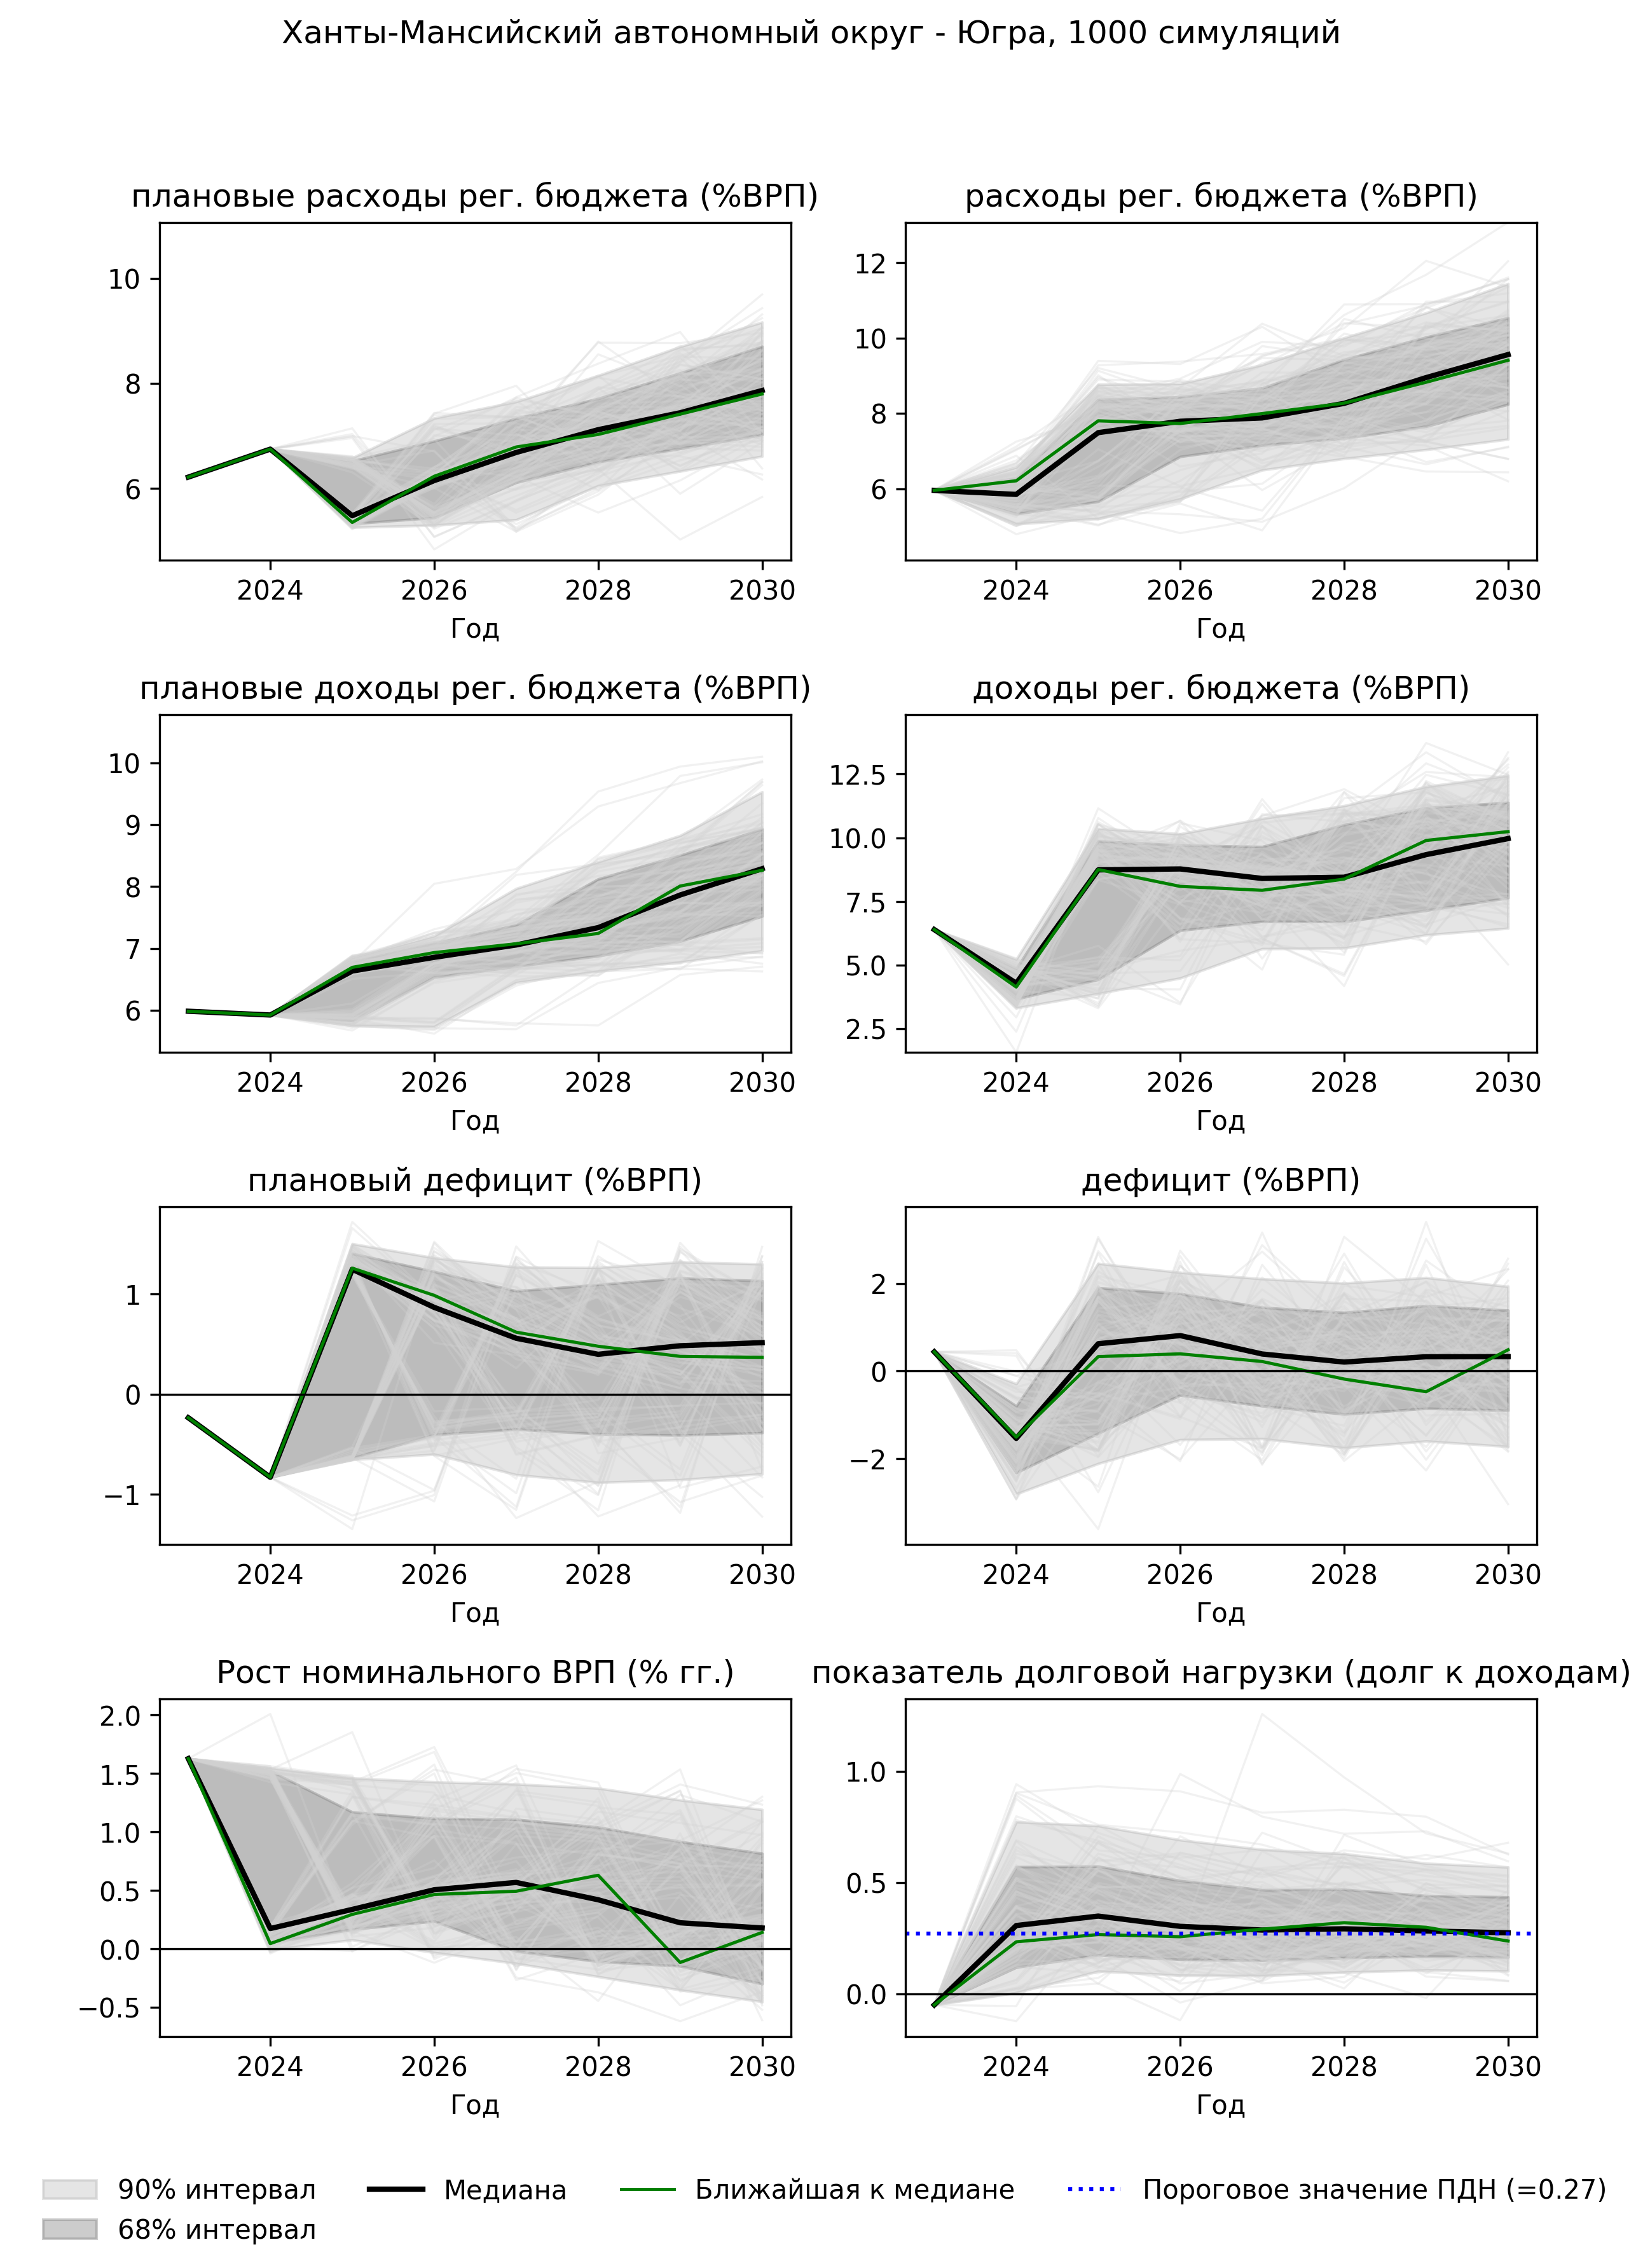 Ханты-Мансийский автономный округ - Югра, 1000 симуляций
плановые расходы рег. бюджета (%ВРП)
10
8
6
2024 2026 2028 2030
Год
расходы рег. бюджета (%ВРП)
12
10
8
6
2024 2026 2028 2030
Год
плановые доходы рег. бюджета (%ВРП)
10
9
8
7
6
2024 2026 2028 2030
Год
доходы рег. бюджета (%ВРП)
12.5
10.0
7.5
5.0
2.5
2024 2026 2028 2030
Год
плановый дефицит (%ВРП)
1
0
−1
2024 2026 2028 2030
Год
дефицит (%ВРП)
2
0
−2
2024 2026 2028 2030
Год
Рост номинального ВРП (% гг.)
2.0
1.5
1.0
0.5
0.0
−0.5
2024 2026 2028 2030
Год
показатель долговой нагрузки (долг к доходам)
1.0
0.5
0.0
2024 2026 2028 2030
Год
90% интервал
68% интервал
Медиана
Ближайшая к медиане
Пороговое значение ПДН (=0.27)